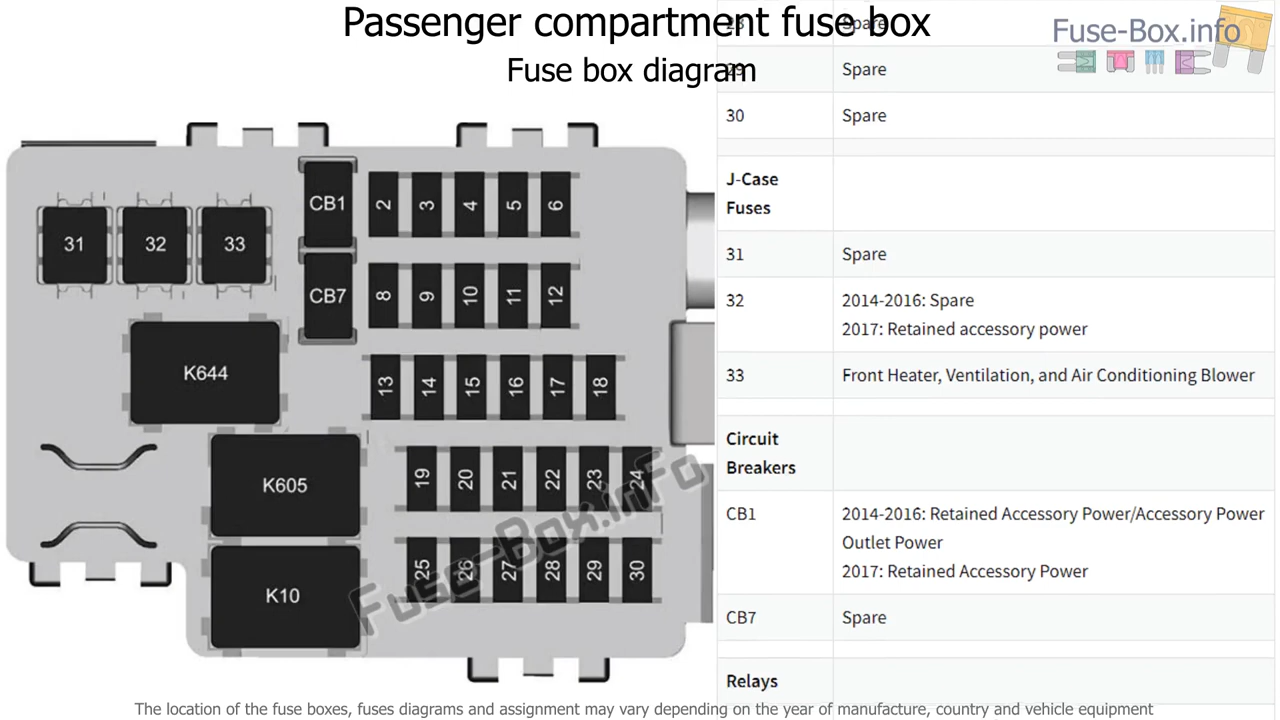 Passenger compartment fuse box
Fuse box diagram
Fuse-Box.info
28 Spare
29 Spare
30 Spare
J-Case
Fuses
31 Spare
32 2014-2016: Spare
2017: Retained accessory power
33 Front Heater, Ventilation, and Air Conditioning Blower
Circuit
Breakers
CB1 2014-2016: Retained Accessory Power/Accessory Power
Outlet Power
2017: Retained Accessory Power
CB7 Spare
Relays
31 32 33
CB1 2 3 4 5 6
CB7 8 9 10 11 12
K644 13 14 15 16 17 18
K605 19 20 21 22 23 24
K10 25 26 27 28 29 30
Fuse-Box.inFo
The location of the fuse boxes, fuses diagrams and assignment may vary depending on the year of manufacture, country and vehicle equipment